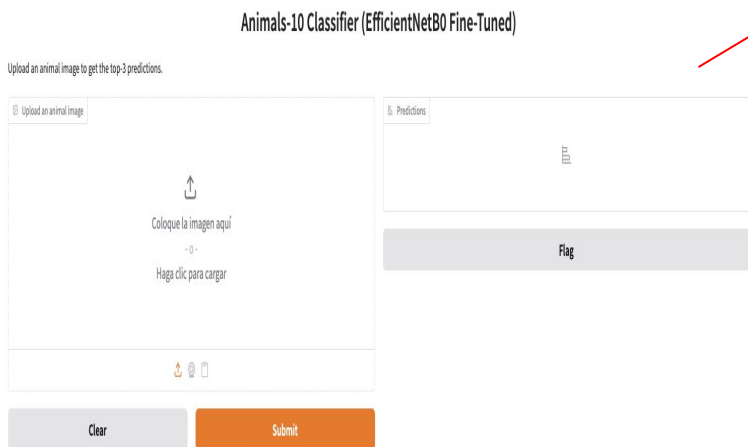 Animals-10 Classifier (EfficientNetB0 Fine-Tuned)
Upload an animal image to get the top-3 predictions.
Upload an animal image
Coloque la imagen aquí
- o -
Haga clic para cargar
Clear
Submit
Predictions
Flag